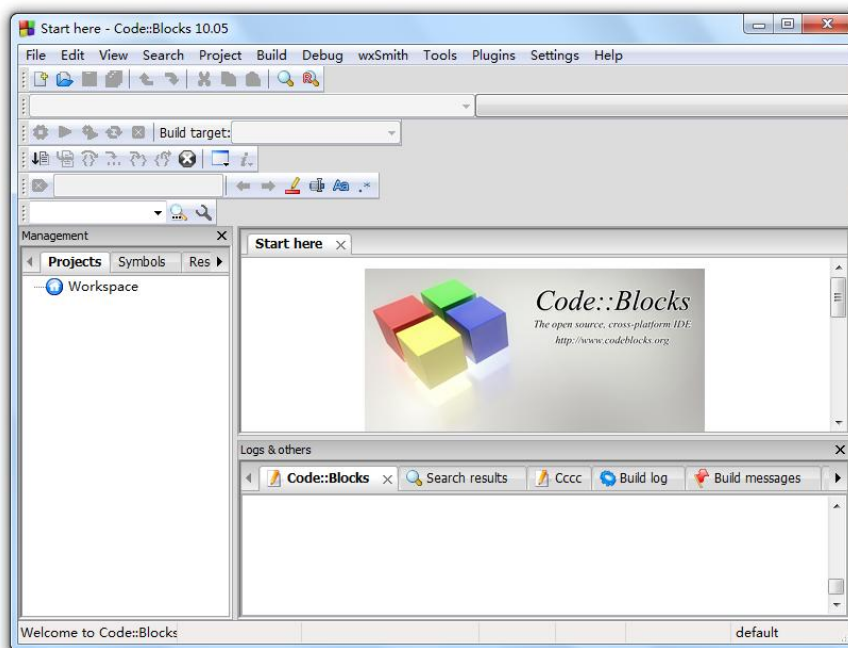 Start here - Code::Blocks 10.05
File Edit View Search Project Build Debug wxSmith Tools Plugins Settings Help
Build target:
Management
Projects Symbols Res
Workspace
Start here
Code::Blocks
The open source, cross-platform IDE
http://www.codeblocks.org
Logs & others
Code::Blocks Search results Cccc Build log Build messages
Welcome to Code::Blocks
default